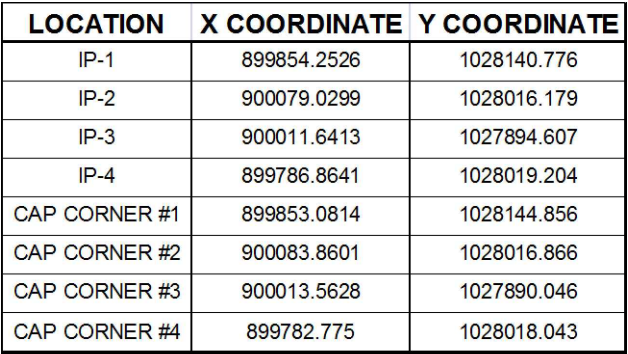 LOCATION X COORDINATE Y COORDINATE
IP-1 899854.2526 1028140.776
IP-2 900079.0299 1028016.179
IP-3 900011.6413 1027894.607
IP-4 899786.8641 1028019.204
CAP CORNER #1 899853.0814 1028144.856
CAP CORNER #2 900083.8601 1028016.866
CAP CORNER #3 900013.5628 1027890.046
CAP CORNER #4 899782.775 1028018.043